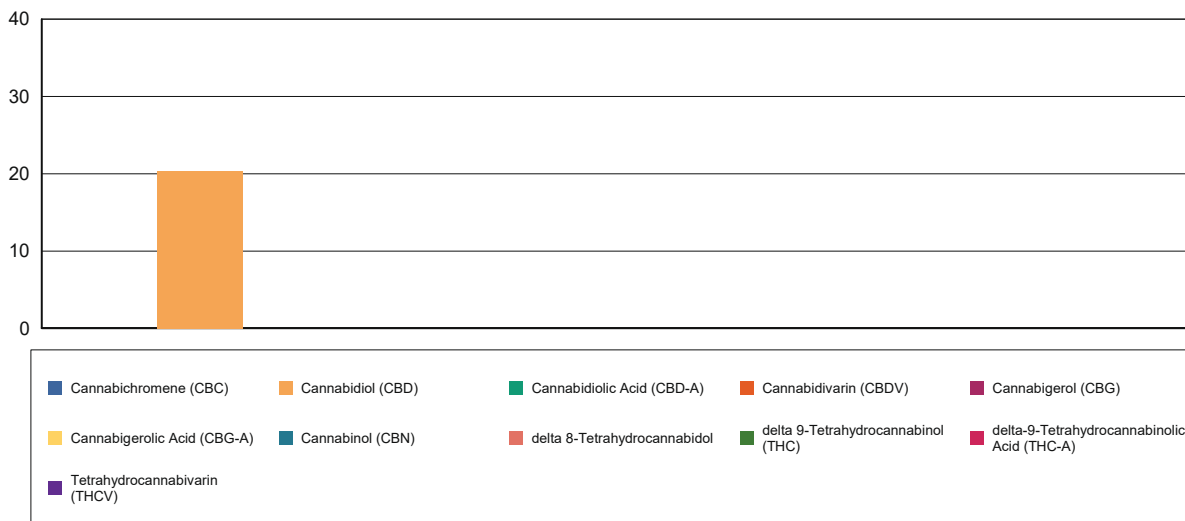 40
30
20
10
0
Cannabichromene (CBC)
Cannabidiol (CBD)
Cannabidiolic Acid (CBD-A)
Cannabidivarin (CBDV)
Cannabigerol (CBG)
Cannabigerolic Acid (CBG-A)
Cannabinol (CBN)
delta 8-Tetrahydrocannabidol
delta 9-Tetrahydrocannabinol
(THC)
delta-9-Tetrahydrocannabinolic
Acid (THC-A)
Tetrahydrocannabivarin
(THCV)